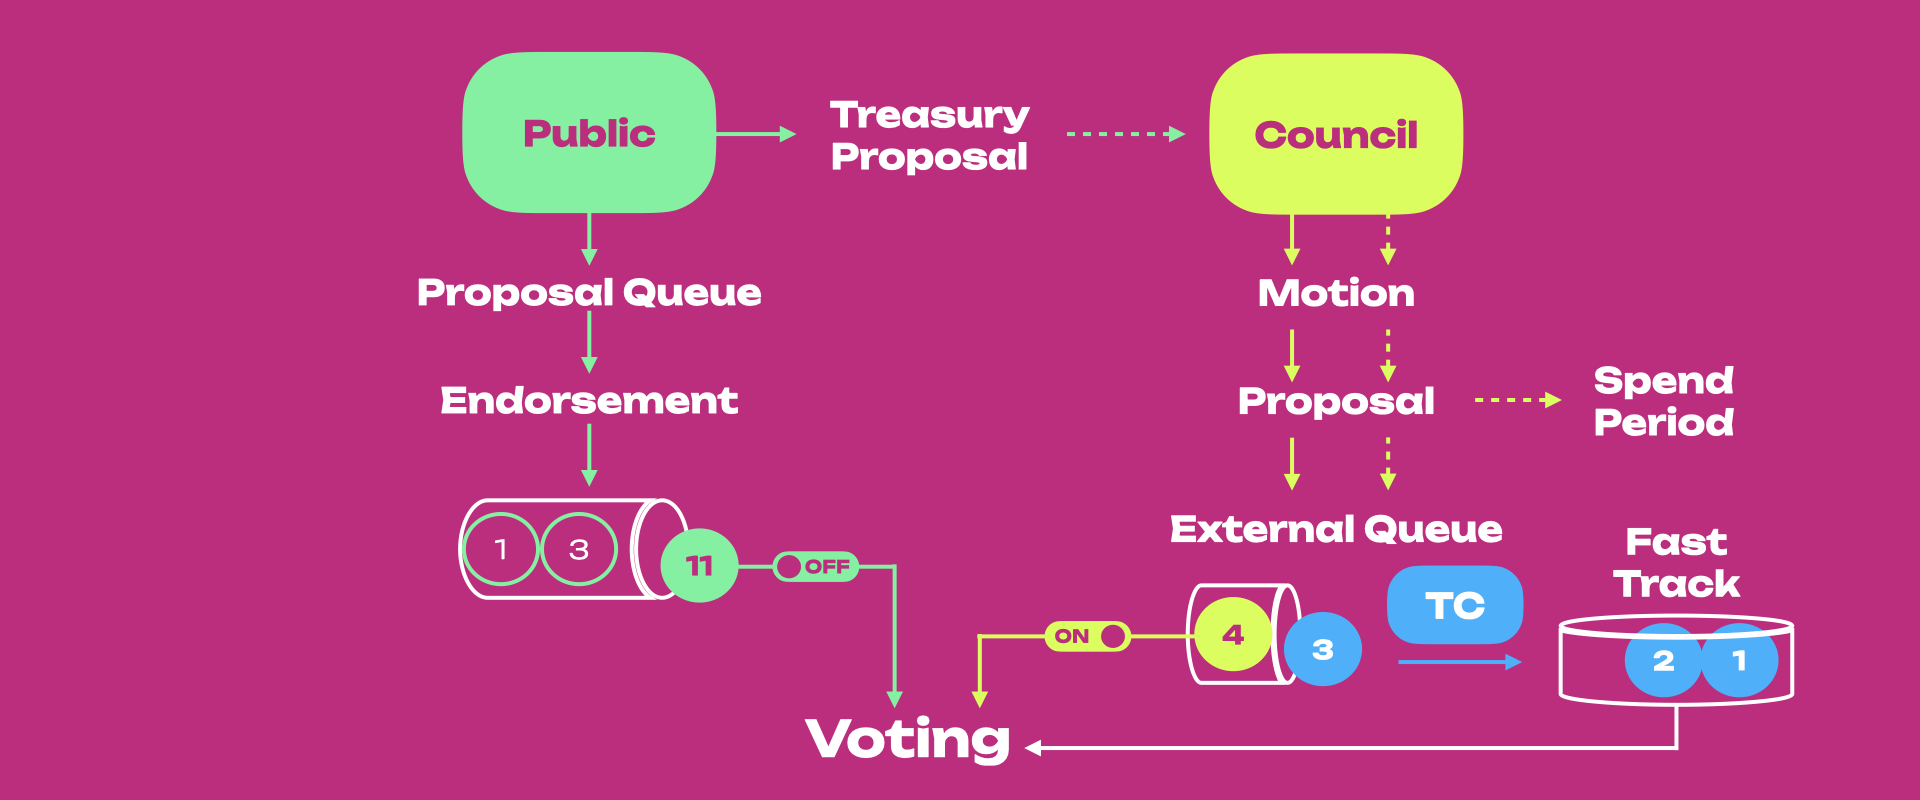 Public
Treasury
Proposal
Council
Proposal Queue
Motion
Endorsement
Proposal
Spend
Period
External Queue
Fast
Track
1
3
11
OFF
ON
4
3
TC
2
1
Voting